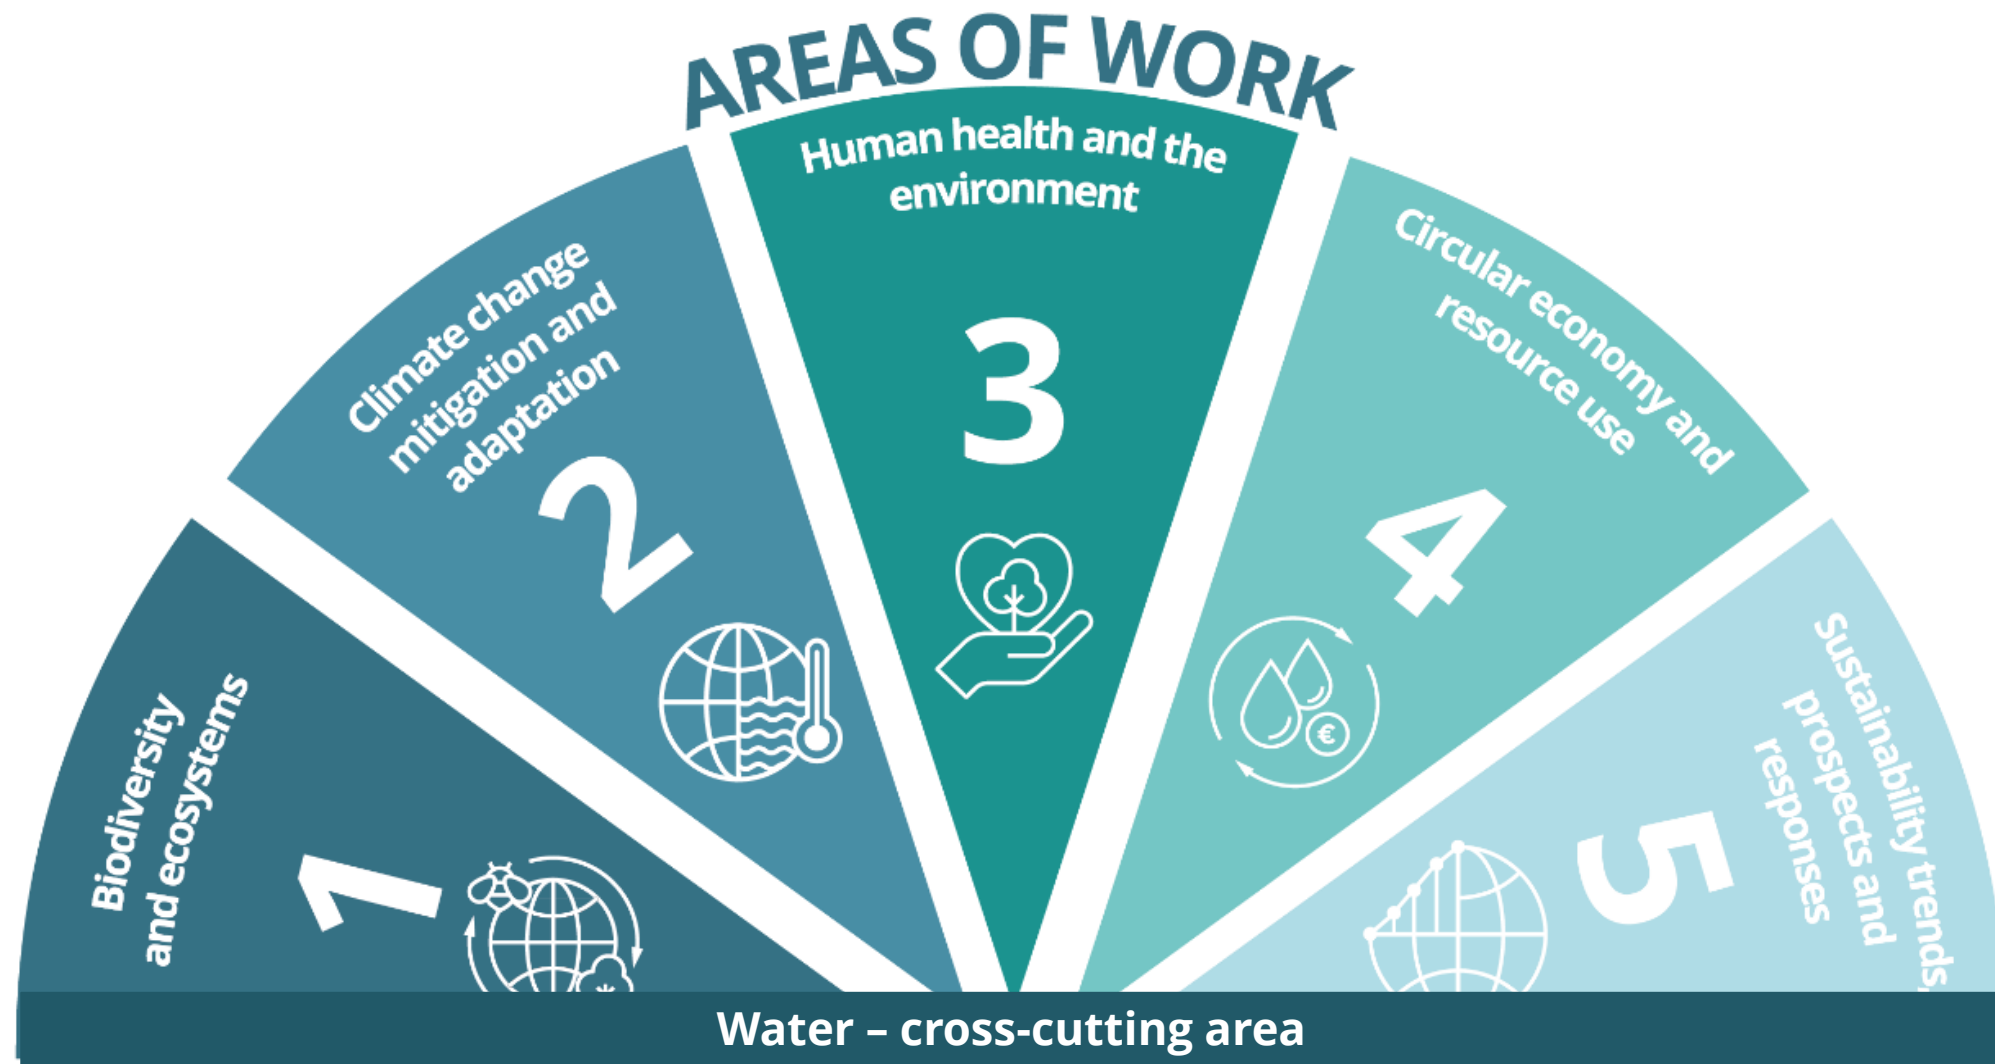 AREAS OF WORK
Biodiversity
and ecosystems
1
Climate change
mitigation and
adaptation
2
Human health and the
environment
3
Circular economy and
resource use
4
€
Sustainability trends,
prospects and
responses
5
Water – cross-cutting area